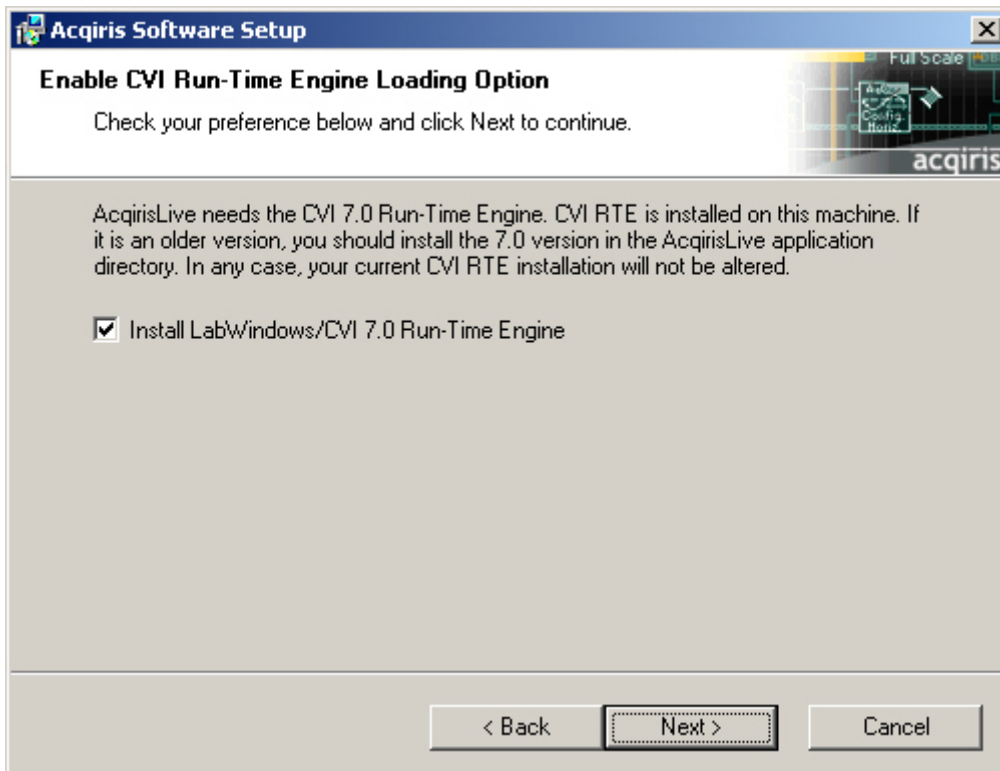 Acqiris Software Setup
Enable CVI Run-Time Engine Loading Option
Check your preference below and click Next to continue.
Full Scale
Config.
Horiz.
acqiris
AcqirisLive needs the CVI 7.0 Run-Time Engine. CVI RTE is installed on this machine. If
it is an older version, you should install the 7.0 version in the AcqirisLive application
directory. In any case, your current CVI RTE installation will not be altered.
Install LabWindows/CVI 7.0 Run-Time Engine
< Back
Next >
Cancel